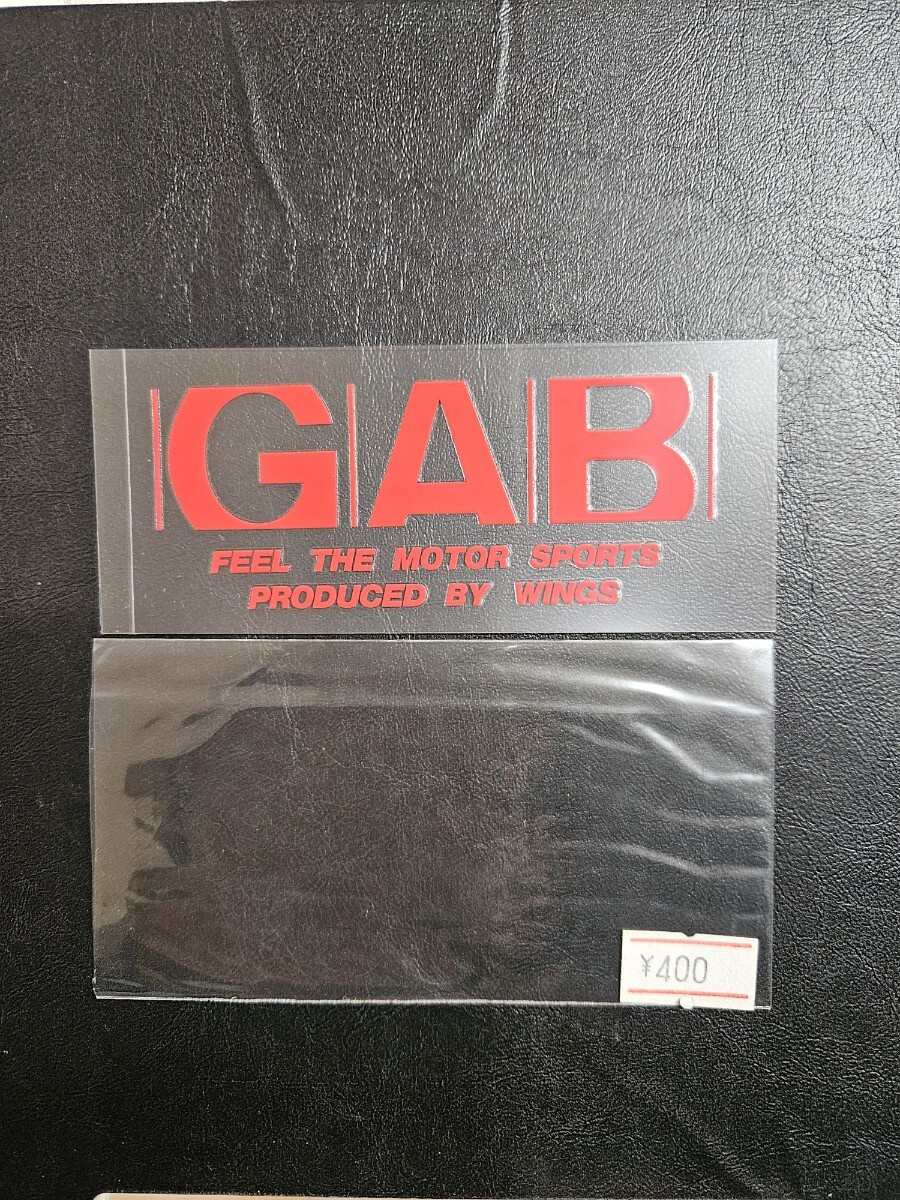 GAB
FEEL THE MOTOR SPORTS
PRODUCED BY WINGS
¥400